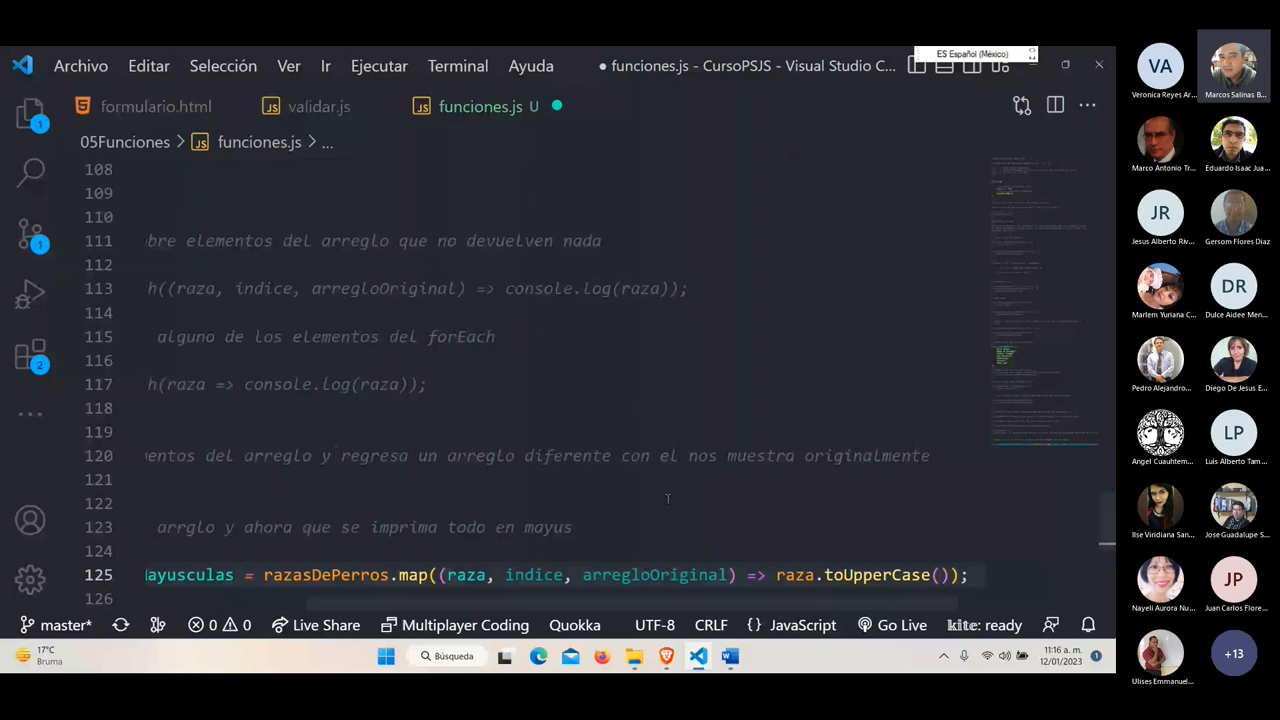 ES Español (México)
Archivo Editar Selección Ver Ir Ejecutar Terminal Ayuda ● funciones.js - CursoPSJS - Visual Studio C...
formulario.html JS validar.js JS funciones.js U
05Funciones > JS funciones.js > ...
108
109
110
111 bre elementos del arreglo que no devuelven nada
112
113 h((raza, indice, arregloOriginal) => console.log(raza));
114
115 alguno de los elementos del forEach
116
117 h(raza => console.log(raza));
118
119
120 entos del arreglo y regresa un arreglo diferente con el nos muestra originalmente
121
122
123 arrglo y ahora que se imprima todo en mayus
124
125 ayusculas = razasDePerros.map((raza, indice, arregloOriginal) => raza.toUpperCase());
126
1
1
2
master* 0 0 Live Share Multiplayer Coding Quokka UTF-8 CRLF {} JavaScript Go Live kite: ready
17°C
Bruma
Búsqueda
11:16 a. m.
12/01/2023
1
VA
Veronica Reyes Ar...
Marcos Salinas B...
Marco Antonio Tr...
Eduardo Isaac Jua...
JR
Jesus Alberto Riv...
Gersom Flores Diaz
Marlem Yuriana C...
DR
Dulce Aidee Men...
Pedro Alejandro...
Diego De Jesus E...
Angel Cuauhtem...
LP
Luis Alberto Tam...
Ilse Viridiana San...
Jose Guadalupe S...
Nayeli Aurora Nu...
JP
Juan Carlos Flore...
Ulises Emmanuel...
+13